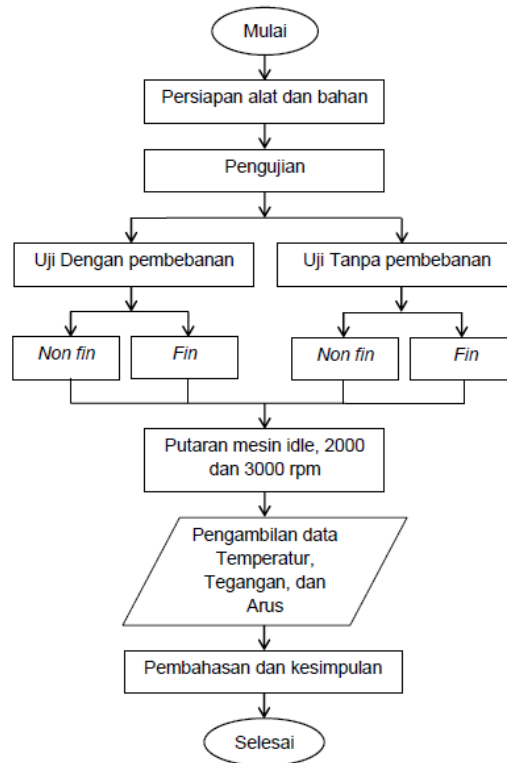 Mulai
Persiapan alat dan bahan
Pengujian
Uji Dengan pembebanan
Uji Tanpa pembebanan
Non fin
Fin
Non fin
Fin
Putaran mesin idle, 2000
dan 3000 rpm
Pengambilan data
Temperatur,
Tegangan, dan
Arus
Pembahasan dan kesimpulan
Selesai